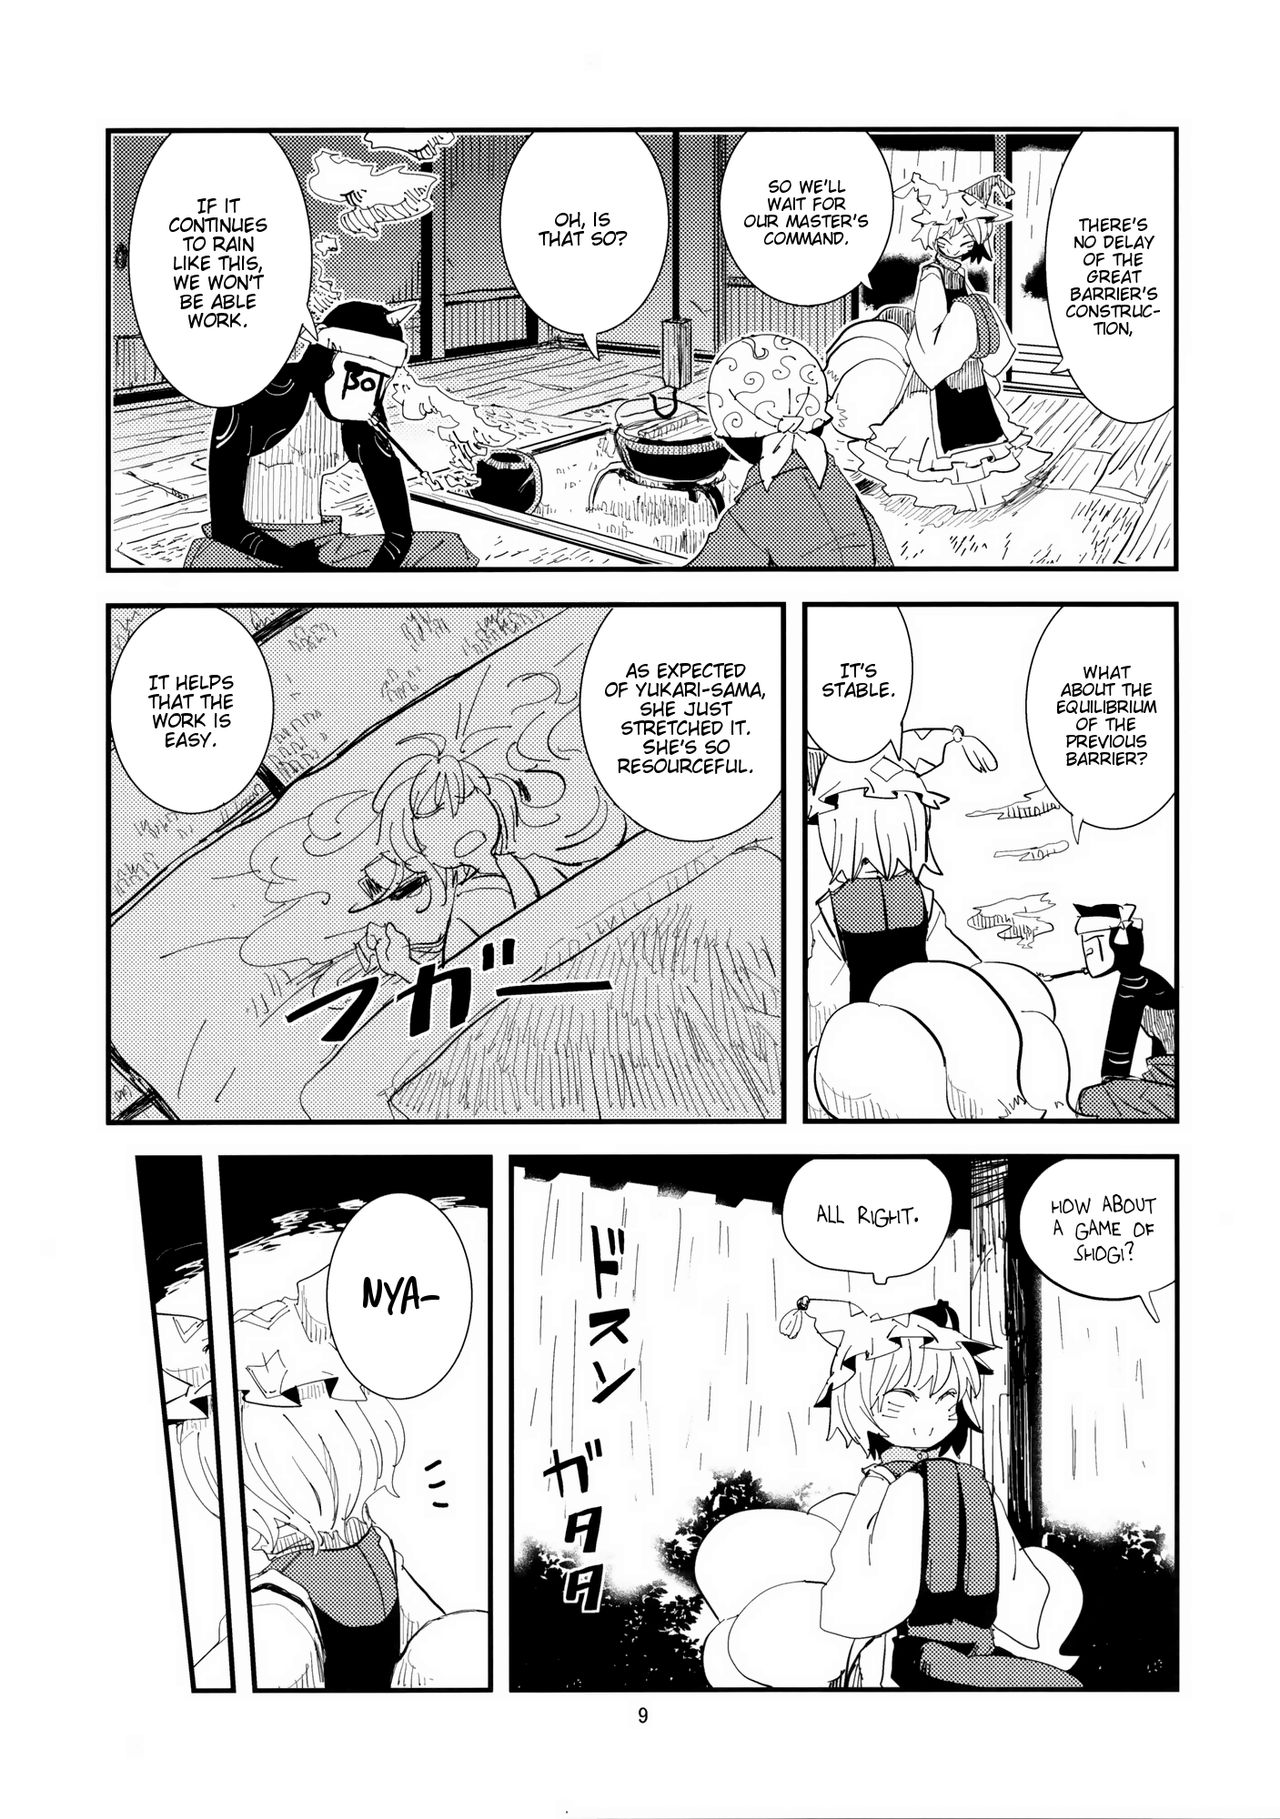 THERE'S
NO DELAY
OF THE
GREAT
BARRIER'S
CONSTRUC-
TION,
SO WE'LL
WAIT FOR
OUR MASTER'S
COMMAND.
OH, IS
THAT SO?
IF IT
CONTINUES
TO RAIN
LIKE THIS,
WE WON'T
BE ABLE
WORK.
WHAT
ABOUT THE
EQUILIBRIUM
OF THE
PREVIOUS
BARRIER?
IT'S
STABLE.
AS EXPECTED
OF YUKARI-SAMA,
SHE JUST
STRETCHED IT.
SHE'S SO
RESOURCEFUL.
IT HELPS
THAT THE
WORK IS
EASY.
フガー
HOW ABOUT
A GAME OF
SHOGI?
ALL RIGHT.
ドスン
ガタタタ
NYA-
9